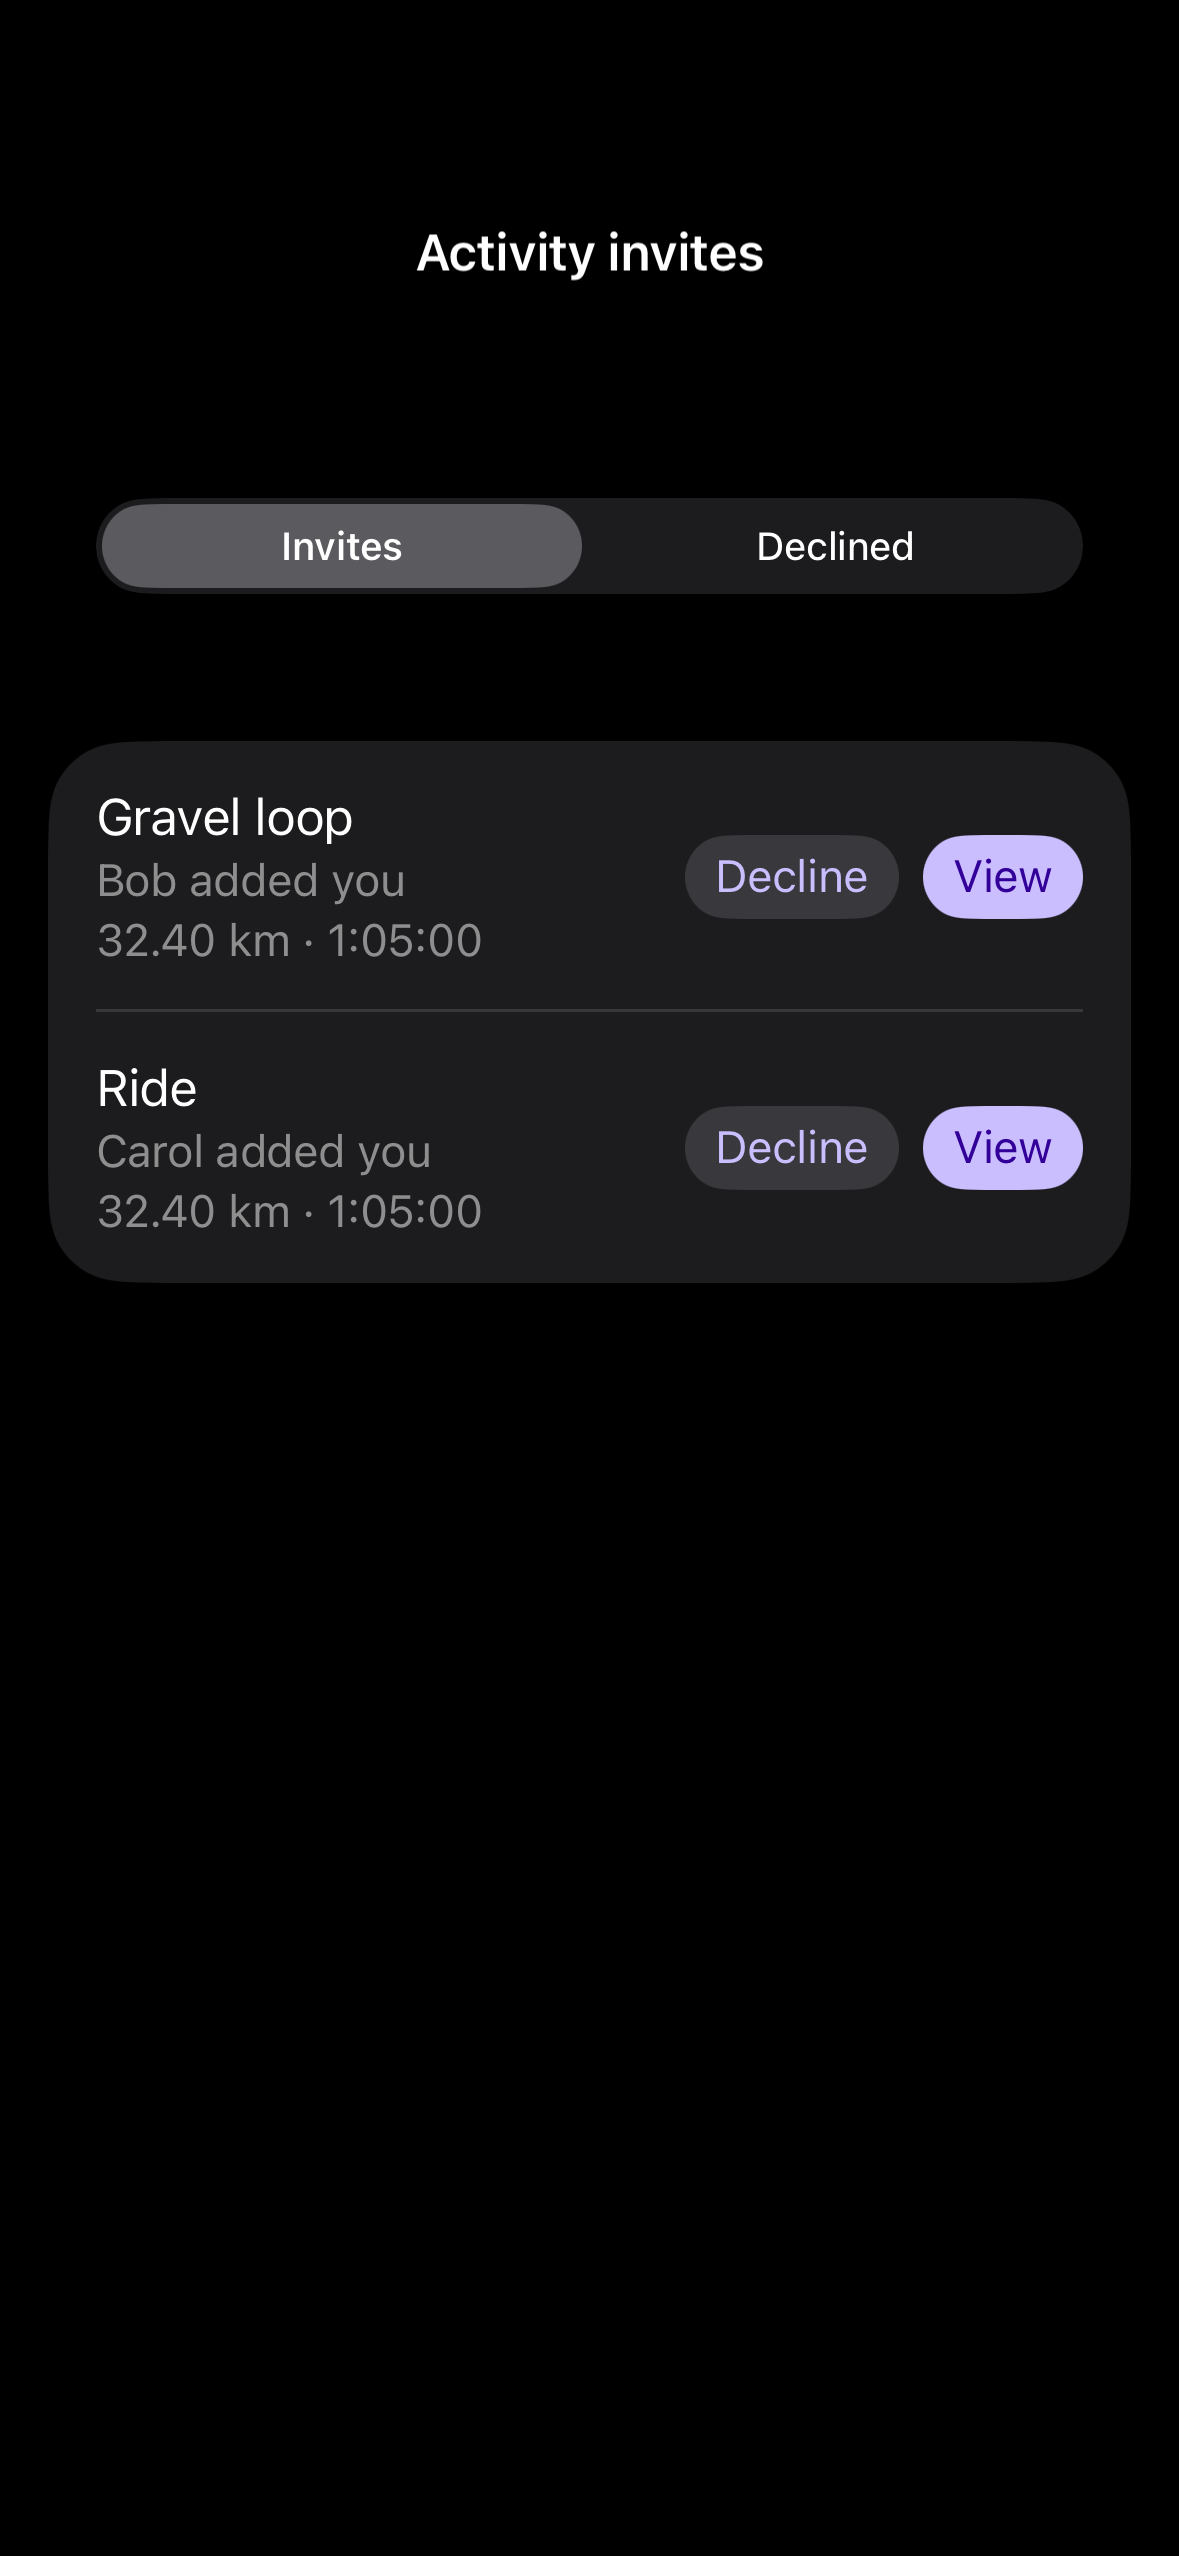 Activity invites
Invites
Declined
Gravel loop
Bob added you
32.40 km · 1:05:00
Decline
View
Ride
Carol added you
32.40 km · 1:05:00
Decline
View